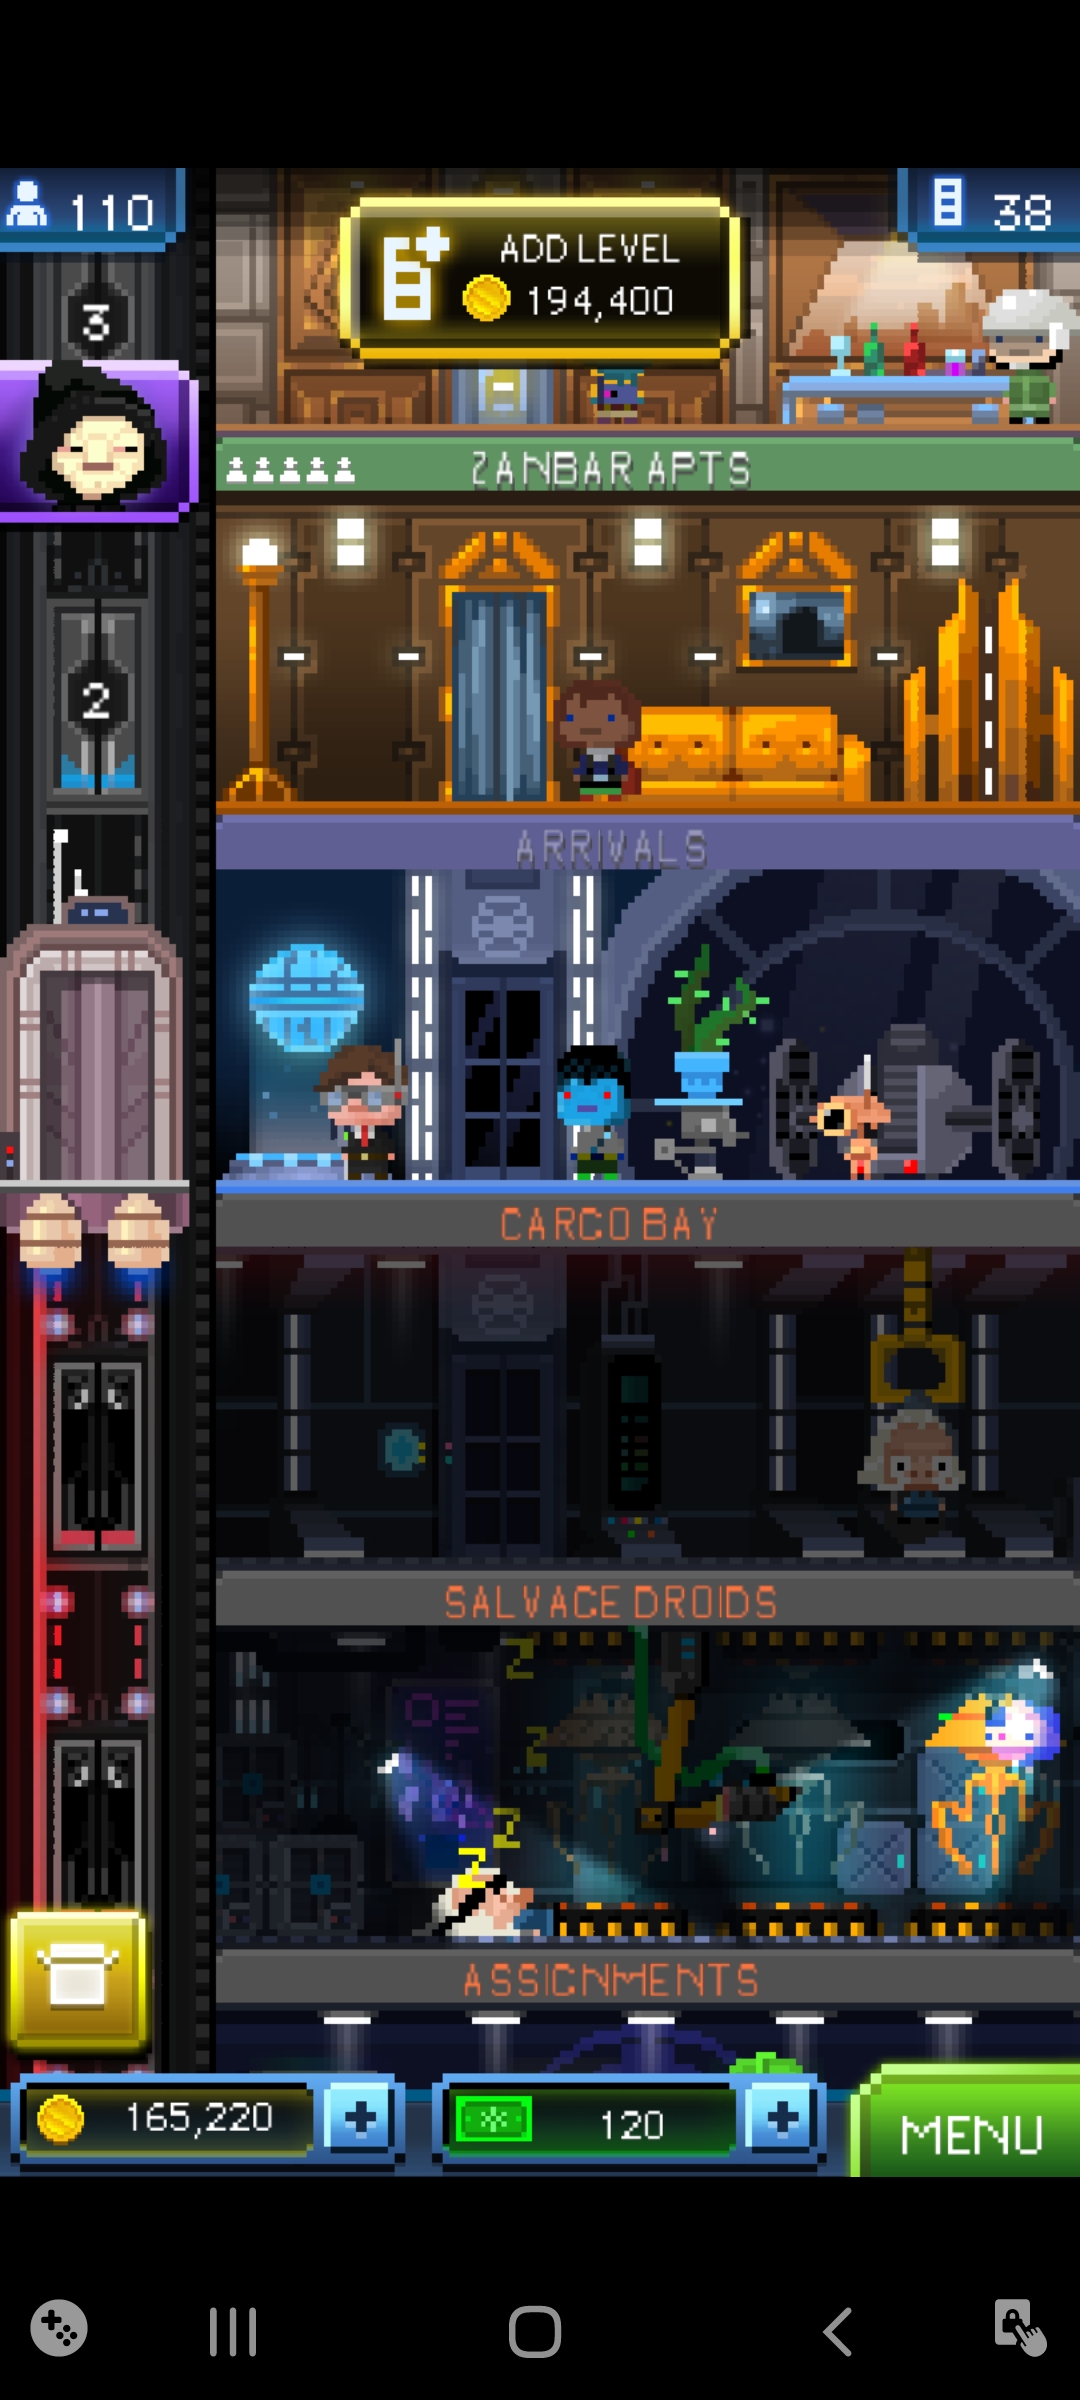 110
38
ADD LEVEL
194,400
3
ZANBAR APTS
2
ARRIVALS
CARGO BAY
SALVAGE DROIDS
Z
Z
Z
Z
ASSIGNMENTS
165,220
120
MENU